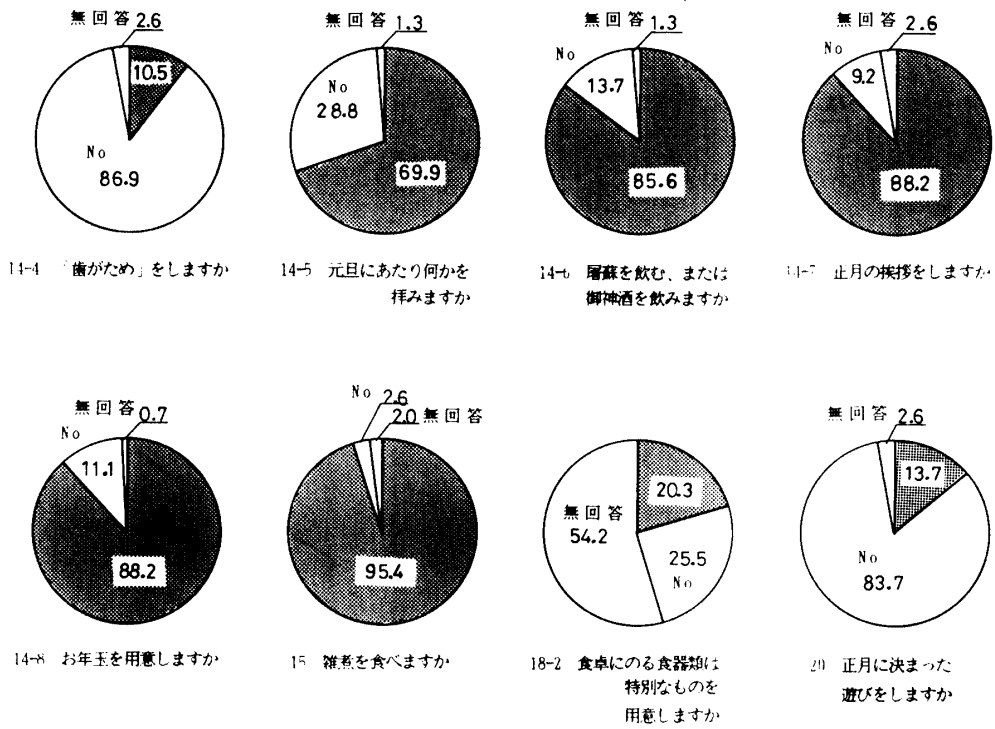 無回答 2.6
10.5
No
86.9
14-4 「歯がため」をしますか
無回答 1.3
No
28.8
69.9
14-5 元旦にあたり何かを
拝みますか
無回答 1.3
No
13.7
85.6
14-6 屠蘇を飲む、または
御神酒を飲みますか
無回答 2.6
No
9.2
88.2
14-7 正月の挨拶をしますか
無回答 0.7
No
11.1
88.2
14-8 お年玉を用意しますか
No 2.6
2.0 無回答
95.4
15 雑煮を食べますか
20.3
無回答
54.2
25.5
No
18-2 食卓にのる食器類は
特別なものを
用意しますか
無回答 2.6
13.7
No
83.7
20 正月に決まった
遊びをしますか